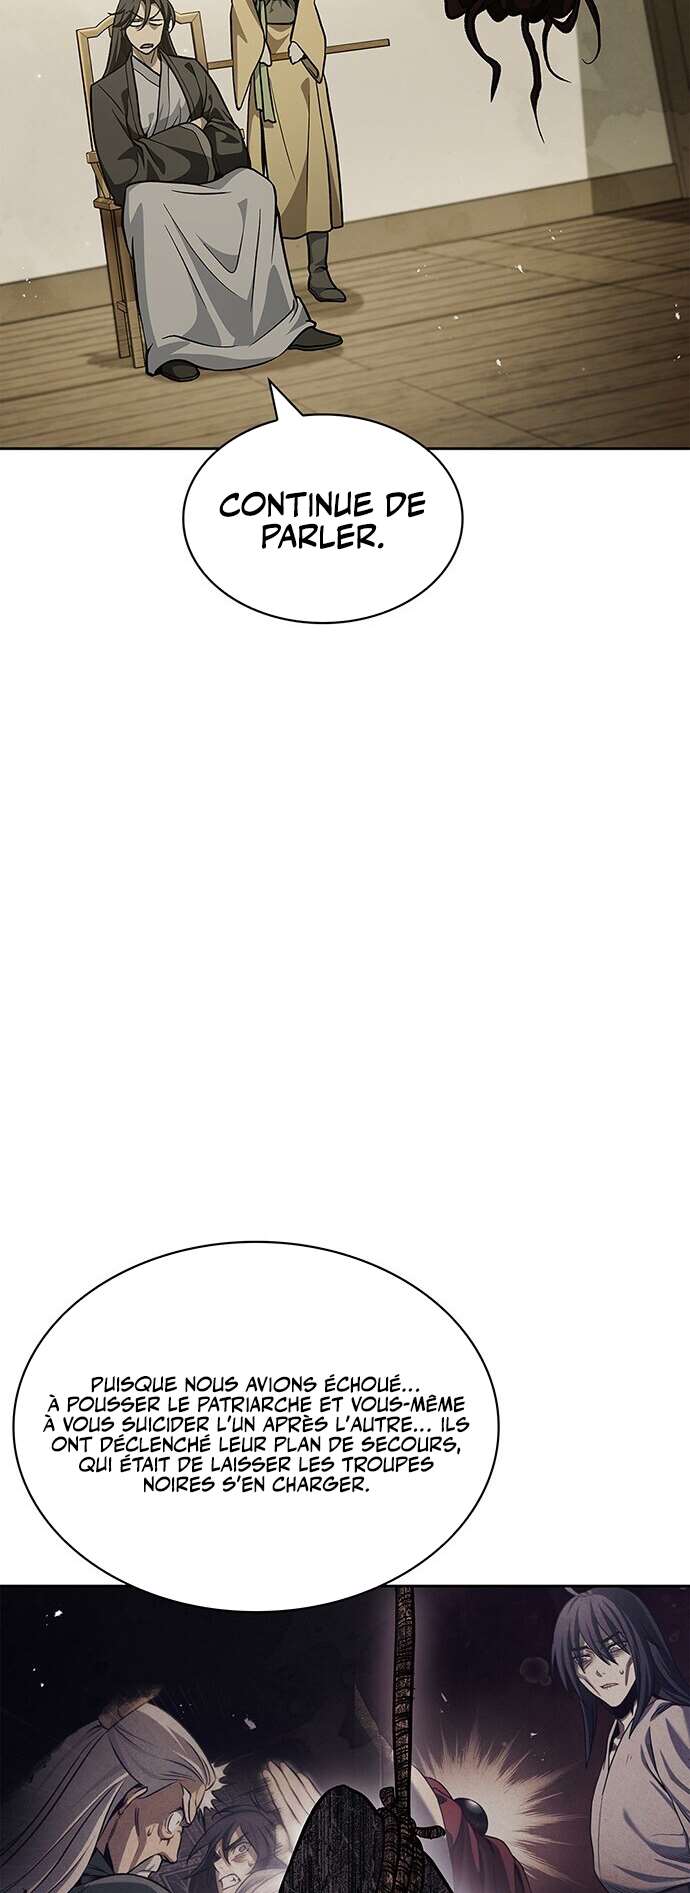 CONTINUE DE
PARLER.
PUISQUE NOUS AVIONS ÉCHOUÉ...
À POUSSER LE PATRIARCHE ET VOUS-MÊME
À VOUS SUICIDER L'UN APRÈS L'AUTRE... ILS
ONT DÉCLENCHÉ LEUR PLAN DE SECOURS,
QUI ÉTAIT DE LAISSER LES TROUPES
NOIRES S'EN CHARGER.